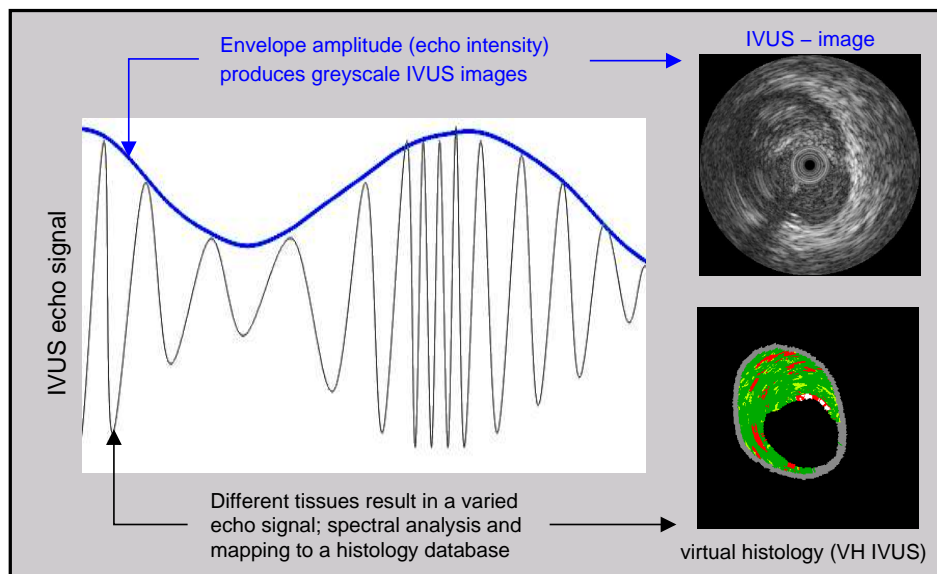 Envelope amplitude (echo intensity)
produces greyscale IVUS images
IVUS – image
IVUS echo signal
Different tissues result in a varied
echo signal; spectral analysis and
mapping to a histology database
virtual histology (VH IVUS)